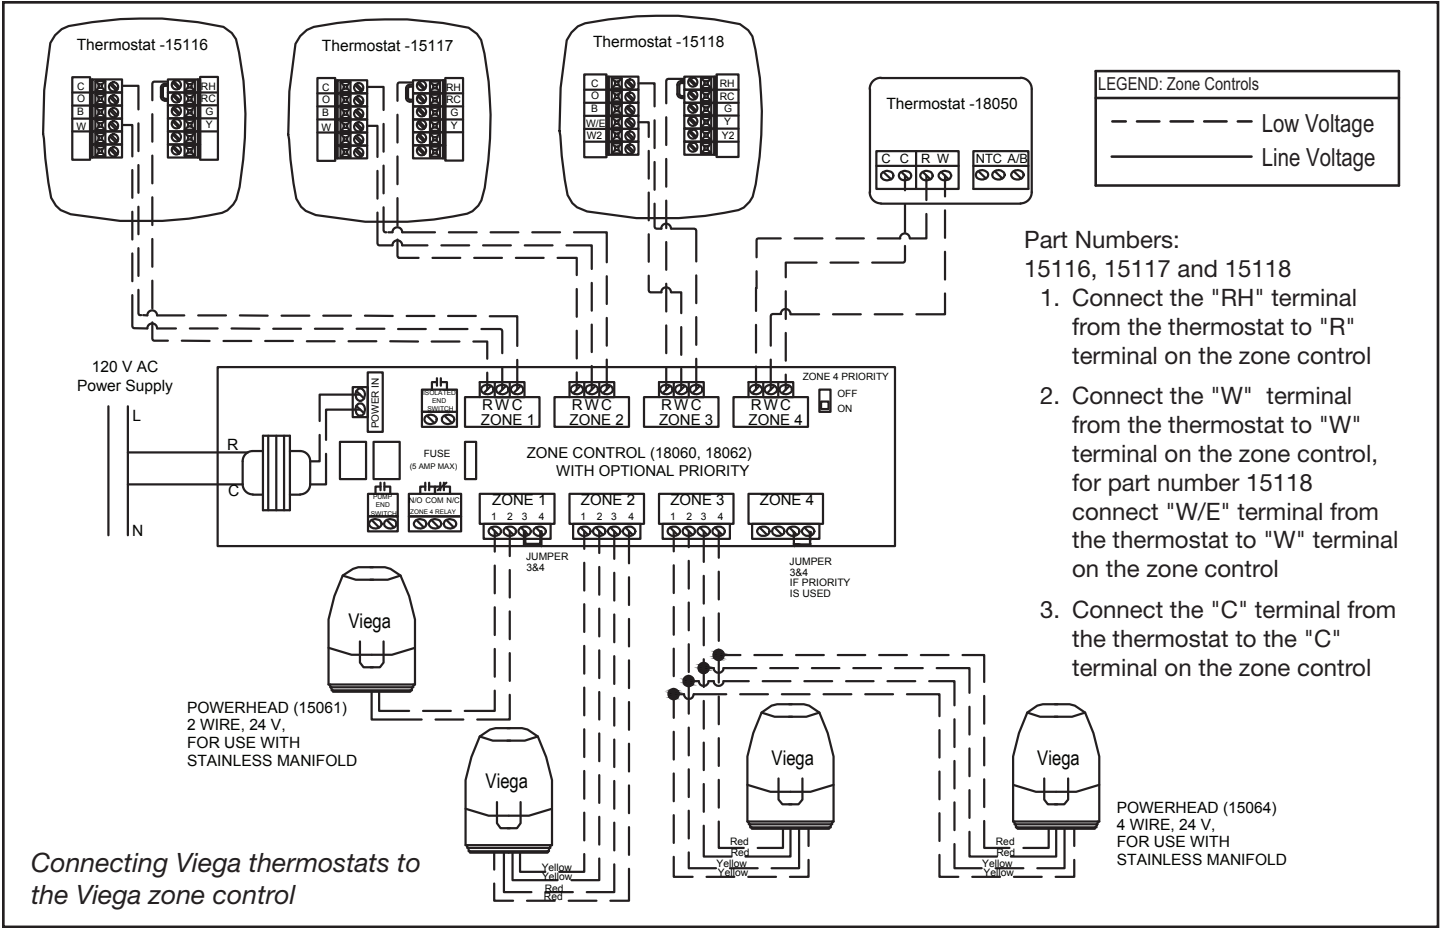 Thermostat -15116
C
O
B
W
RH
RC
G
Y
Thermostat -15117
C
O
B
W
RH
RC
G
Y
Thermostat -15118
C
O
B
W/E
W2
RH
RC
G
Y
Y2
Thermostat -18050
C C R W
NTC A/B
LEGEND: Zone Controls
Low Voltage
Line Voltage
Part Numbers:
15116, 15117 and 15118
1. Connect the "RH" terminal
from the thermostat to "R"
terminal on the zone control
2. Connect the "W" terminal
from the thermostat to "W"
terminal on the zone control,
for part number 15118
connect "W/E" terminal from
the thermostat to "W" terminal
on the zone control
3. Connect the "C" terminal from
the thermostat to the "C"
terminal on the zone control
120 V AC
Power Supply
L
R
C
N
POWER IN
ISOLATED
END
SWITCH
R W C
ZONE 1
R W C
ZONE 2
R W C
ZONE 3
R W C
ZONE 4
ZONE 4 PRIORITY
OFF
ON
FUSE
(5 AMP MAX)
ZONE CONTROL (18060, 18062)
WITH OPTIONAL PRIORITY
PUMP
END
SWITCH
N/O COM N/C
ZONE 4 RELAY
ZONE 1
1 2 3 4
ZONE 2
1 2 3 4
ZONE 3
1 2 3 4
ZONE 4
JUMPER
3&4
JUMPER
3&4
IF PRIORITY
IS USED
Viega
POWERHEAD (15061)
2 WIRE, 24 V,
FOR USE WITH
STAINLESS MANIFOLD
Viega
Yellow
Yellow
Red
Red
Viega
Red
Red
Yellow
Yellow
Viega
Red
Red
Yellow
Yellow
POWERHEAD (15064)
4 WIRE, 24 V,
FOR USE WITH
STAINLESS MANIFOLD
Connecting Viega thermostats to
the Viega zone control